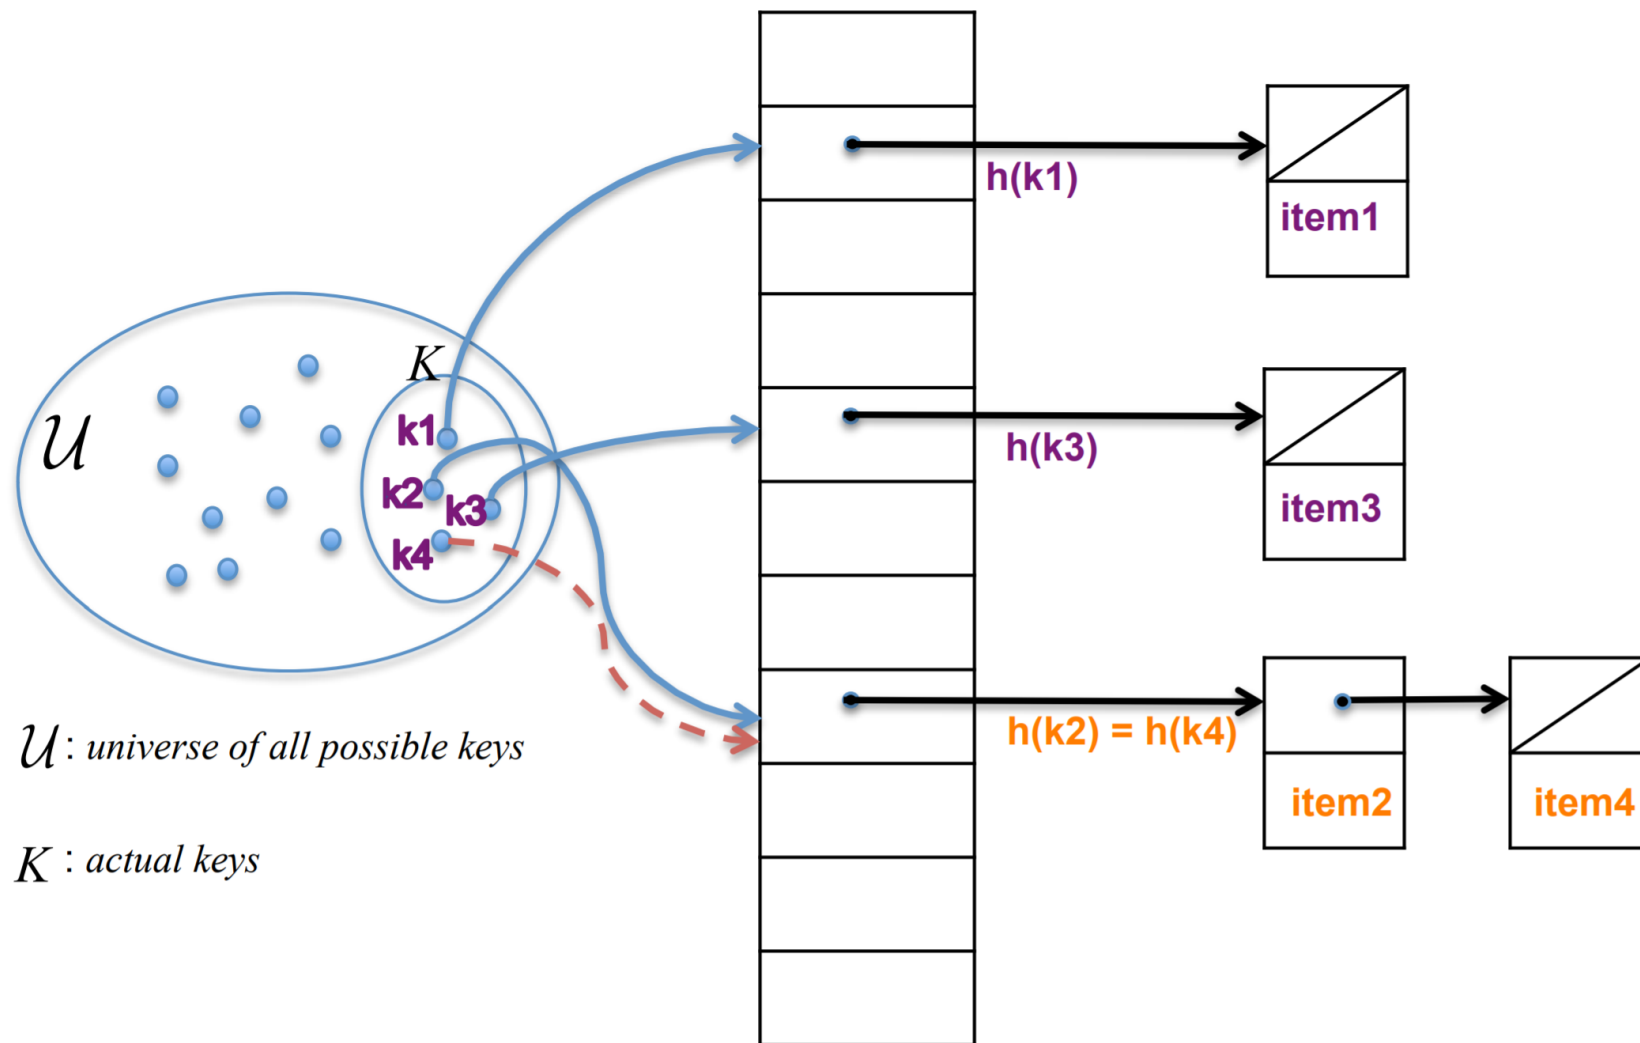 h(k1)
item1
K
U
k1
k2
k3
k4
h(k3)
item3
h(k2) = h(k4)
item2
item4
U : universe of all possible keys
K : actual keys